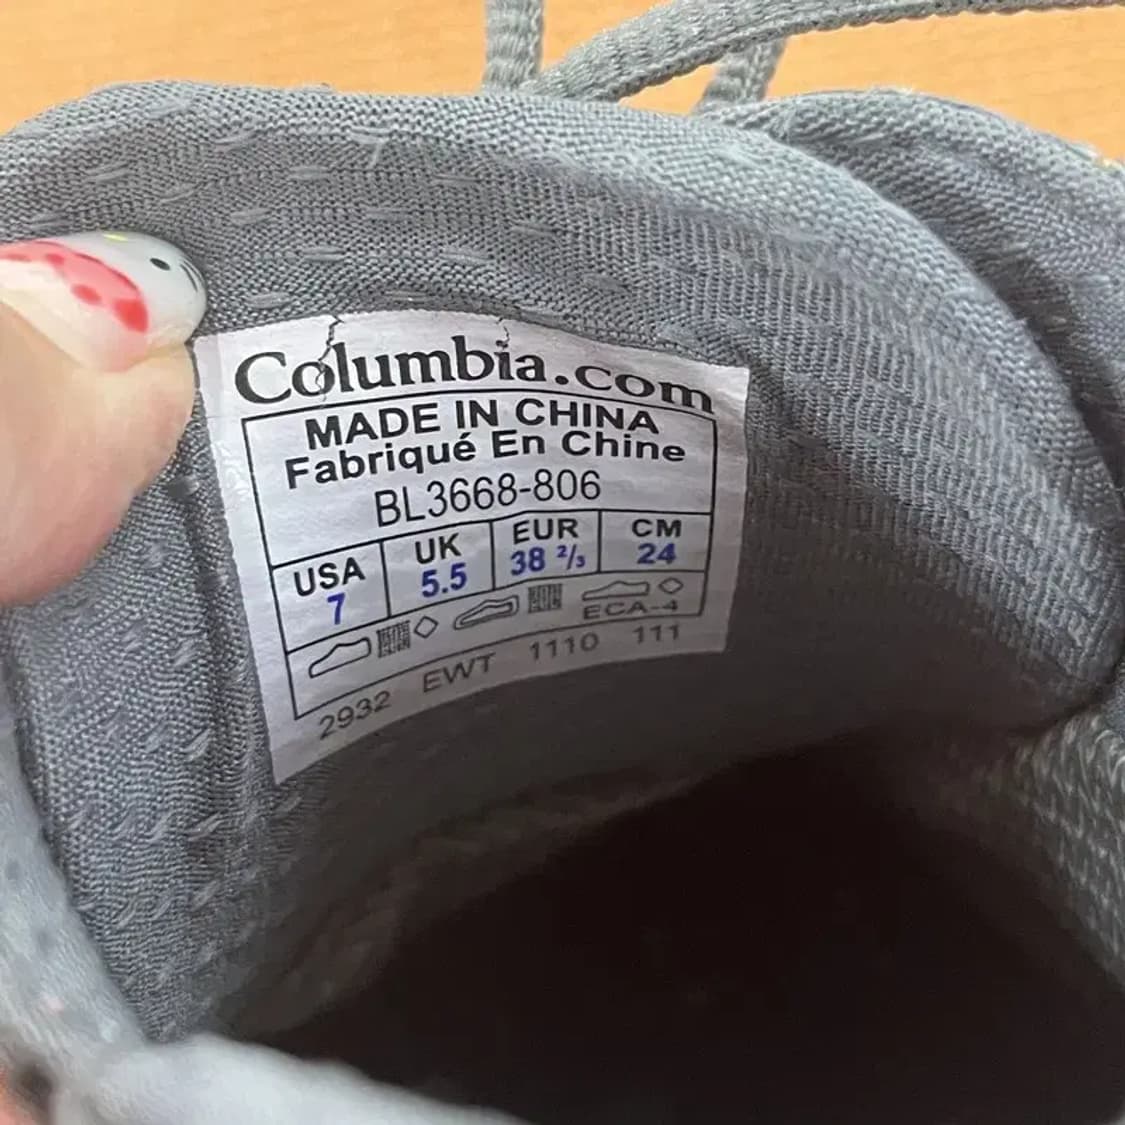 Columbia.com
MADE IN CHINA
Fabriqué En Chine
BL3668-806
USA UK EUR CM
7 5.5 38 2/3 24
ECA-4
2932 EWT 1110 111